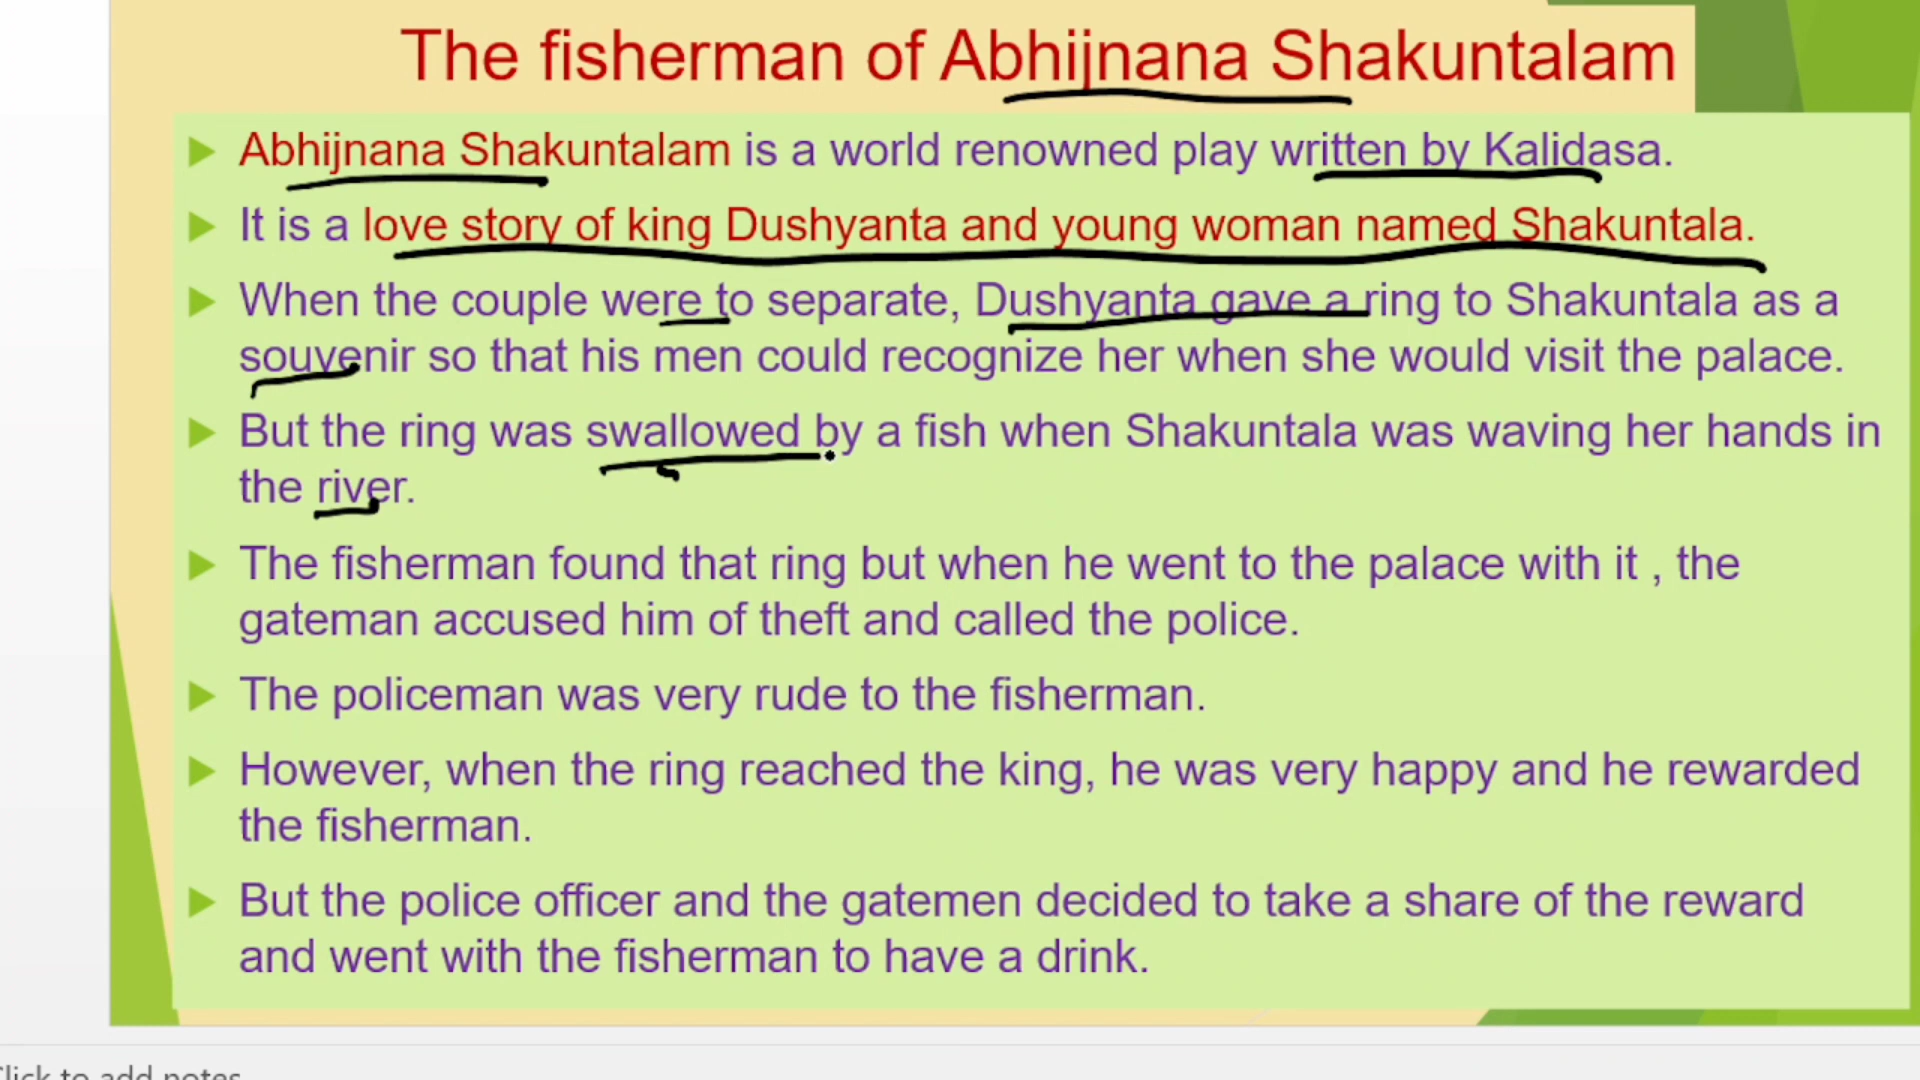 The fisherman of Abhijnana Shakuntalam
Abhijnana Shakuntalam is a world renowned play written by Kalidasa.
It is a love story of king Dushyanta and young woman named Shakuntala.
When the couple were to separate, Dushyanta gave a ring to Shakuntala as a
souvenir so that his men could recognize her when she would visit the palace.
But the ring was swallowed by a fish when Shakuntala was waving her hands in
the river.
The fisherman found that ring but when he went to the palace with it , the
gateman accused him of theft and called the police.
The policeman was very rude to the fisherman.
However, when the ring reached the king, he was very happy and he rewarded
the fisherman.
But the police officer and the gatemen decided to take a share of the reward
and went with the fisherman to have a drink.
Click to add notes